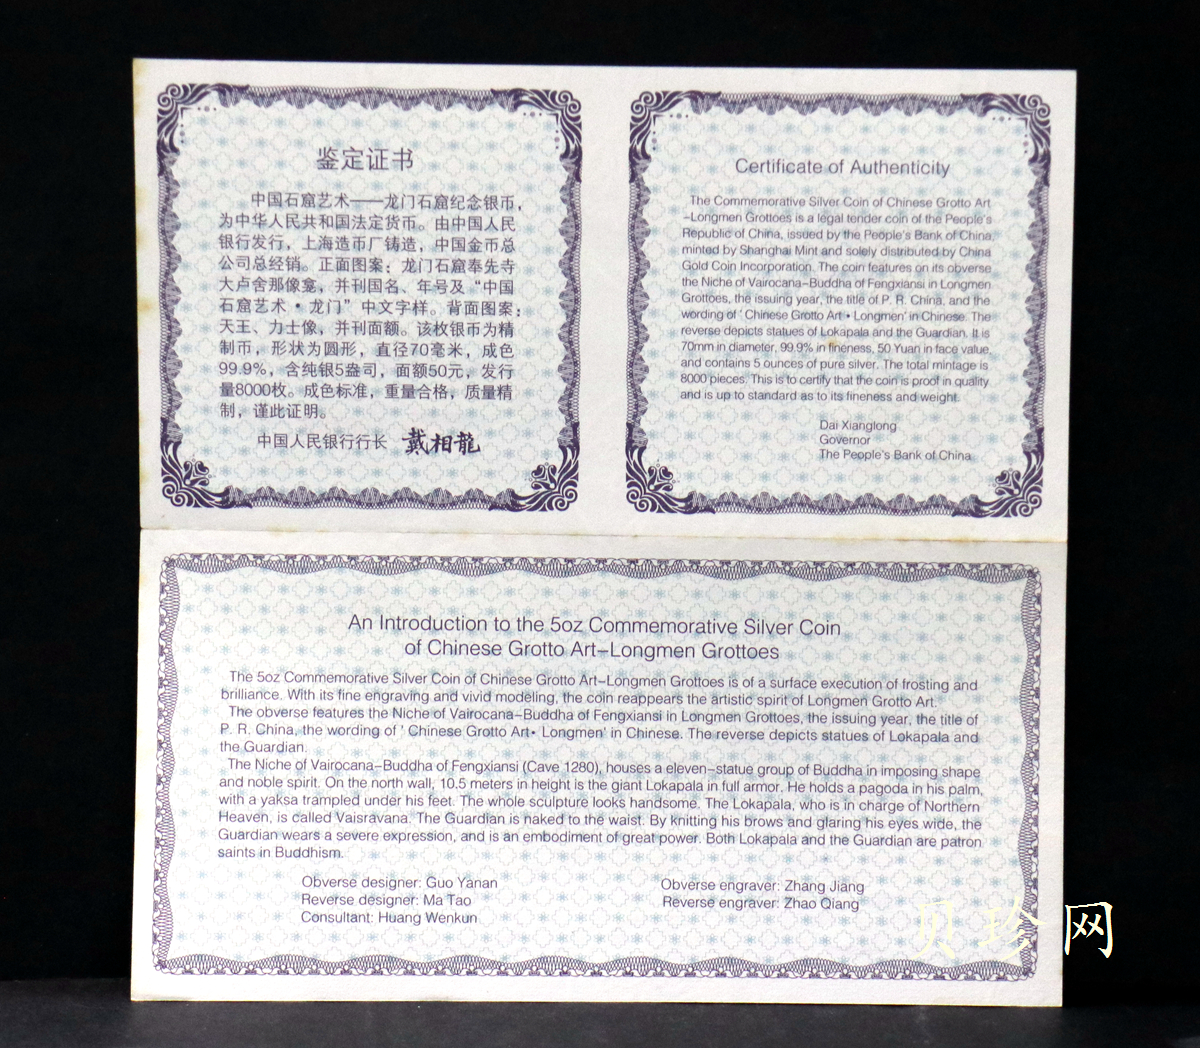 鉴定证书
中国石窟艺术——龙门石窟纪念银币，
为中华人民共和国法定货币。由中国人民
银行发行，上海造币厂铸造，中国金币总
公司总经销。正面图案：龙门石窟奉先寺
大卢舍那像龛，并刊国名、年号及“中国
石窟艺术·龙门”中文字样。背面图案：
天王、力士像，并刊面额。该枚银币为精
制币，形状为圆形，直径70毫米，成色
99.9%，含纯银5盎司，面额50元，发行
量8000枚。成色标准，重量合格，质量精
制，谨此证明。
中国人民银行行长 戴相龍
Certificate of Authenticity
The Commemorative Silver Coin of Chinese Grotto Art
-Longmen Grottoes is a legal tender coin of the People's
Republic of China, issued by the People's Bank of China,
minted by Shanghai Mint and solely distributed by China
Gold Coin Incorporation. The coin features on its obverse
the Niche of Vairocana-Buddha of Fengxiansi in Longmen
Grottoes, the issuing year, the title of P. R. China, and the
wording of ' Chinese Grotto Art • Longmen' in Chinese. The
reverse depicts statues of Lokapala and the Guardian. It is
70mm in diameter, 99.9% in fineness, 50 Yuan in face value,
and contains 5 ounces of pure silver. The total mintage is
8000 pieces. This is to certify that the coin is proof in quality
and is up to standard as to its fineness and weight.
Dai Xianglong
Governor
The People's Bank of China
An Introduction to the 5oz Commemorative Silver Coin
of Chinese Grotto Art-Longmen Grottoes
The 5oz Commemorative Silver Coin of Chinese Grotto Art-Longmen Grottoes is of a surface execution of frosting and
brilliance. With its fine engraving and vivid modeling, the coin reappears the artistic spirit of Longmen Grotto Art.
The obverse features the Niche of Vairocana-Buddha of Fengxiansi in Longmen Grottoes, the issuing year, the title of
P. R. China, the wording of ' Chinese Grotto Art• Longmen' in Chinese. The reverse depicts statues of Lokapala and
the Guardian.
The Niche of Vairocana-Buddha of Fengxiansi (Cave 1280), houses a eleven-statue group of Buddha in imposing shape
and noble spirit. On the north wall, 10.5 meters in height is the giant Lokapala in full armor. He holds a pagoda in his palm,
with a yaksa trampled under his feet. The whole sculpture looks handsome. The Lokapala, who is in charge of Northern
Heaven, is called Vaisravana. The Guardian is naked to the waist. By knitting his brows and glaring his eyes wide, the
Guardian wears a severe expression, and is an embodiment of great power. Both Lokapala and the Guardian are patron
saints in Buddhism.
Obverse designer: Guo Yanan
Reverse designer: Ma Tao
Consultant: Huang Wenkun
Obverse engraver: Zhang Jiang
Reverse engraver: Zhao Qiang
贝珍网